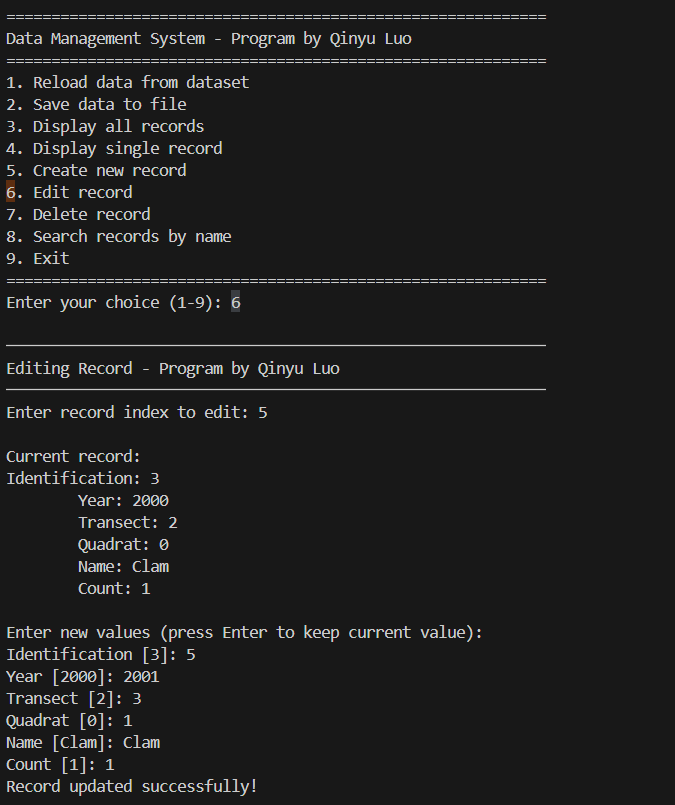 ============================================================
Data Management System - Program by Qinyu Luo
============================================================
1. Reload data from dataset
2. Save data to file
3. Display all records
4. Display single record
5. Create new record
6. Edit record
7. Delete record
8. Search records by name
9. Exit
============================================================
Enter your choice (1-9): 6
────────────────────────────────────────────────────────────
Editing Record - Program by Qinyu Luo
────────────────────────────────────────────────────────────
Enter record index to edit: 5
Current record:
Identification: 3
        Year: 2000
        Transect: 2
        Quadrat: 0
        Name: Clam
        Count: 1
Enter new values (press Enter to keep current value):
Identification [3]: 5
Year [2000]: 2001
Transect [2]: 3
Quadrat [0]: 1
Name [Clam]: Clam
Count [1]: 1
Record updated successfully!